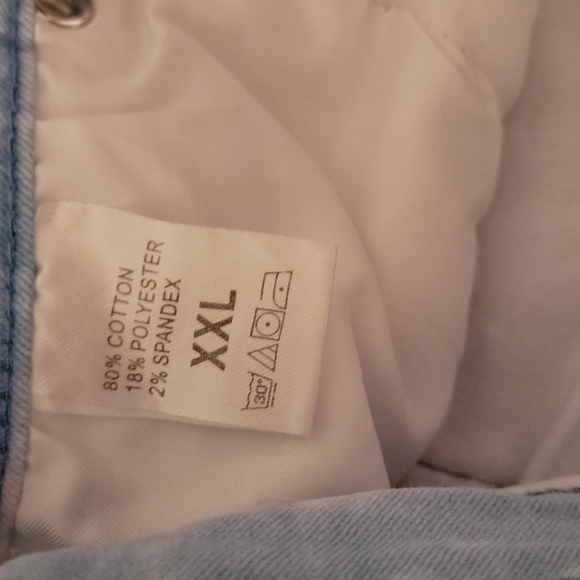 80% COTTON
18% POLYESTER
2% SPANDEX
XXL
30°